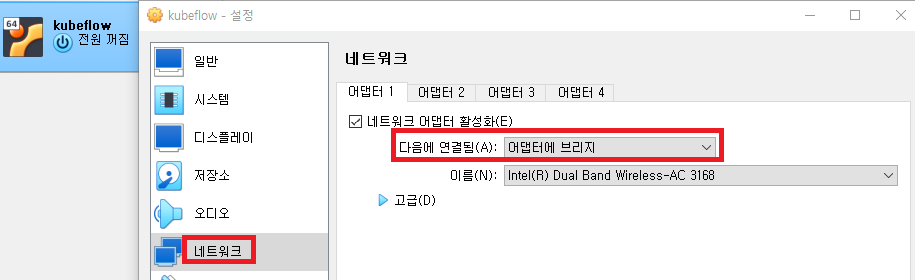 64
kubeflow
전원 꺼짐
kubeflow - 설정
일반
시스템
디스플레이
저장소
오디오
네트워크
네트워크
어댑터 1 어댑터 2 어댑터 3 어댑터 4
네트워크 어댑터 활성화(E)
다음에 연결됨(A): 어댑터에 브리지
이름(N): Intel(R) Dual Band Wireless-AC 3168
고급(D)